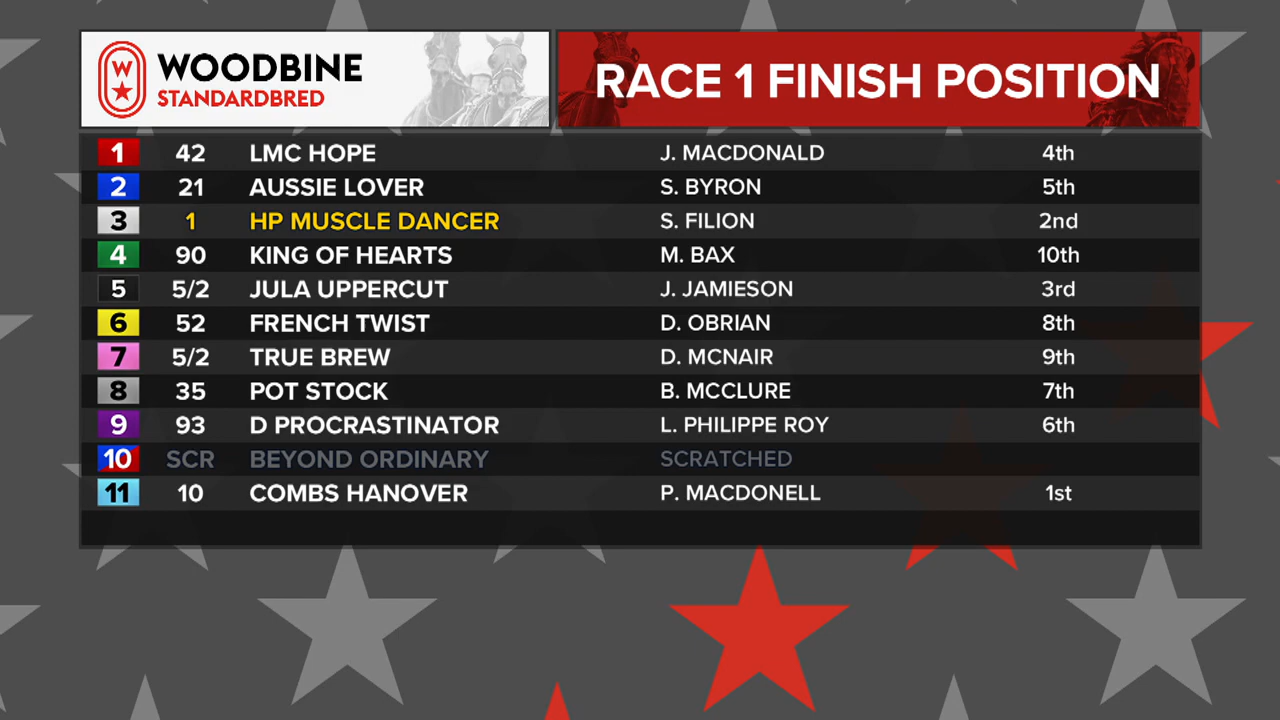 W
WOODBINE
STANDARDBRED
RACE 1 FINISH POSITION
1 42 LMC HOPE J. MACDONALD 4th
2 21 AUSSIE LOVER S. BYRON 5th
3 1 HP MUSCLE DANCER S. FILION 2nd
4 90 KING OF HEARTS M. BAX 10th
5 5/2 JULA UPPERCUT J. JAMIESON 3rd
6 52 FRENCH TWIST D. OBRIAN 8th
7 5/2 TRUE BREW D. MCNAIR 9th
8 35 POT STOCK B. MCCLURE 7th
9 93 D PROCRASTINATOR L. PHILIPPE ROY 6th
10 SCR BEYOND ORDINARY SCRATCHED
11 10 COMBS HANOVER P. MACDONELL 1st